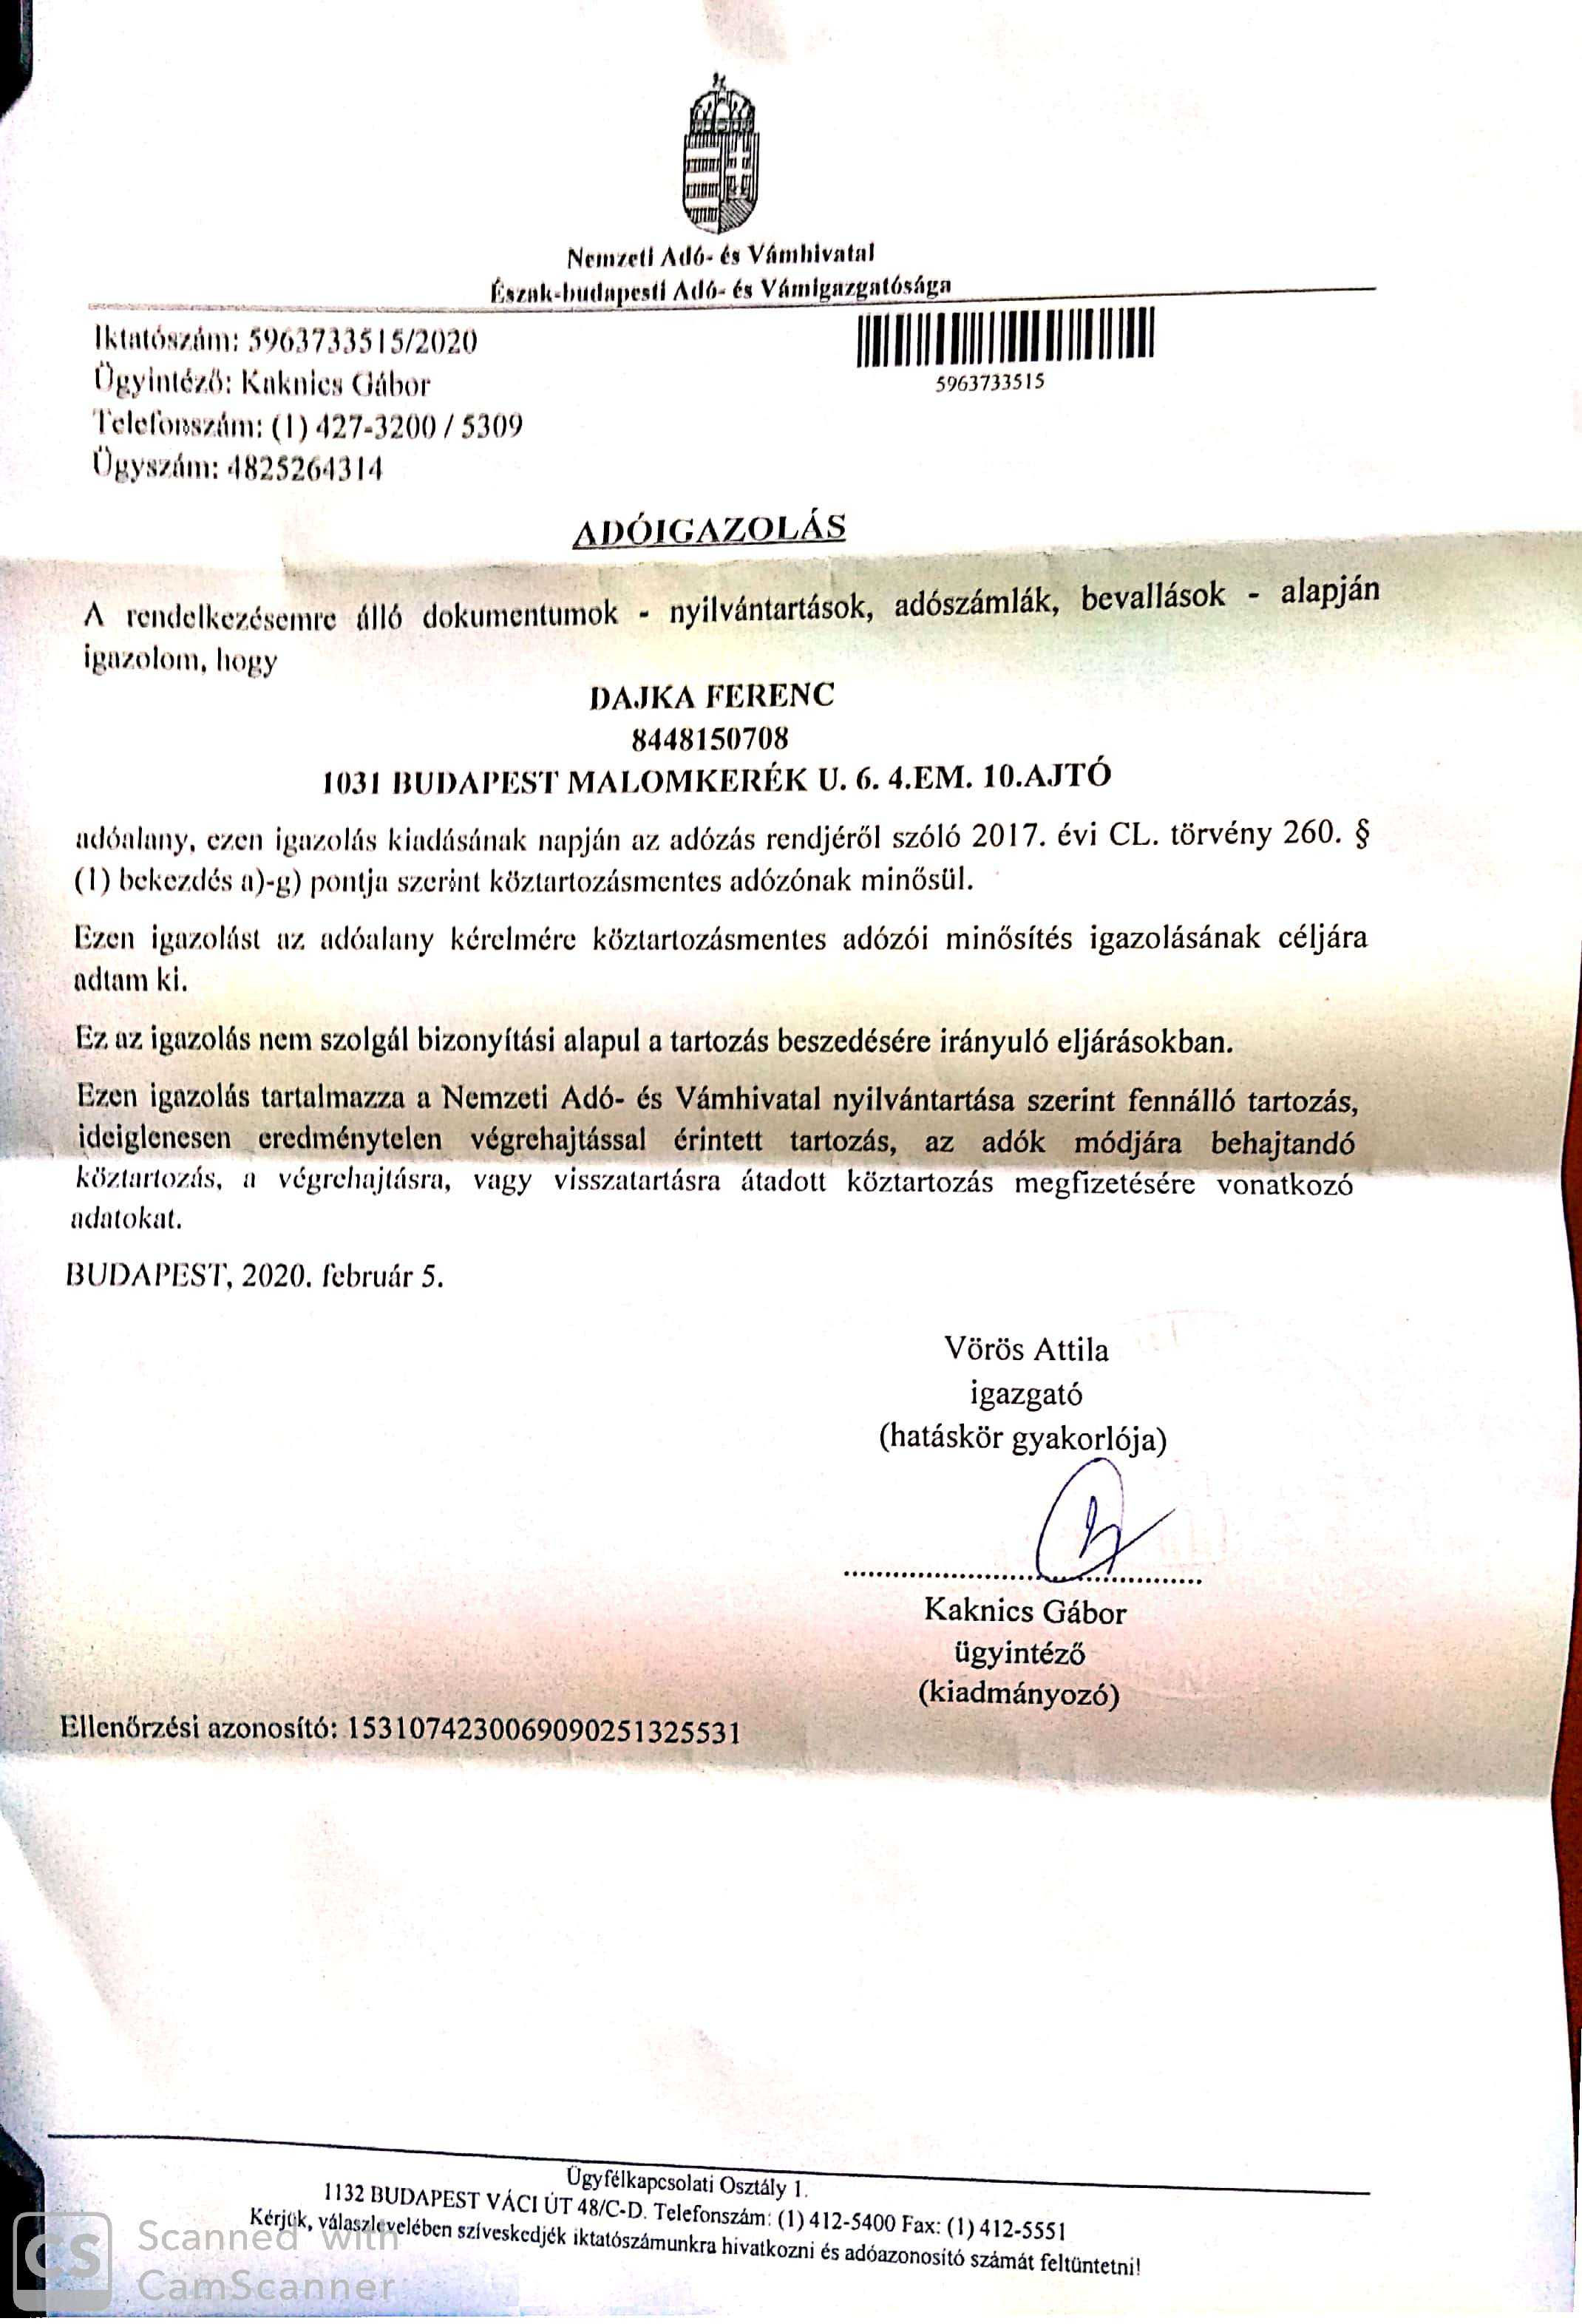 Nemzeti Adó- és Vámhivatal
Észak-budapesti Adó- és Vámigazgatósága
Iktatószám: 5963733515/2020
Ügyintéző: Kaknics Gábor
Telefonszám: (1) 427-3200 / 5309
Ügyszám: 4825264314
5963733515
ADÓIGAZOLÁS
A rendelkezésemre álló dokumentumok - nyilvántartások, adószámlák, bevallások - alapján
igazolom, hogy
DAJKA FERENC
8448150708
1031 BUDAPEST MALOMKERÉK U. 6. 4.EM. 10.AJTÓ
adóalany, ezen igazolás kiadásának napján az adózás rendjéről szóló 2017. évi CL. törvény 260. §
(1) bekezdés a)-g) pontja szerint köztartozásmentes adózónak minősül.
Ezen igazolást az adóalany kérelmére köztartozásmentes adózói minősítés igazolásának céljára
adtam ki.
Ez az igazolás nem szolgál bizonyítási alapul a tartozás beszedésére irányuló eljárásokban.
Ezen igazolás tartalmazza a Nemzeti Adó- és Vámhivatal nyilvántartása szerint fennálló tartozás,
ideiglenesen eredménytelen végrehajtással érintett tartozás, az adók módjára behajtandó
köztartozás, a végrehajtásra, vagy visszatartásra átadott köztartozás megfizetésére vonatkozó
adatokat.
BUDAPEST, 2020. február 5.
Vörös Attila
igazgató
(hatáskör gyakorlója)
Kaknics Gábor
ügyintéző
(kiadmányozó)
Ellenőrzési azonosító: 1531074230069090251325531
Ügyfélkapcsolati Osztály 1.
1132 BUDAPEST VÁCI ÚT 48/C-D. Telefonszám: (1) 412-5400 Fax: (1) 412-5551
Kérjük, válaszlevelében szíveskedjék iktatószámunkra hivatkozni és adóazonosító számát feltüntetni!
CS Scanned with
CamScanner